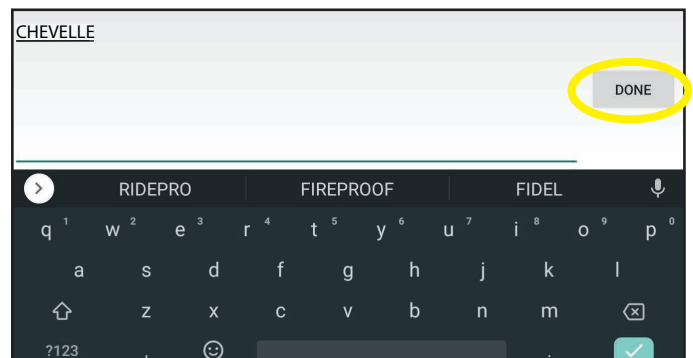 CHEVELLE
DONE
RIDEPRO FIREPROOF FIDEL
q 1 w 2 e 3 r 4 t 5 y 6 u 7 i 8 o 9 p 0
a s d f g h j k l
z x c v b n m
?123 , .